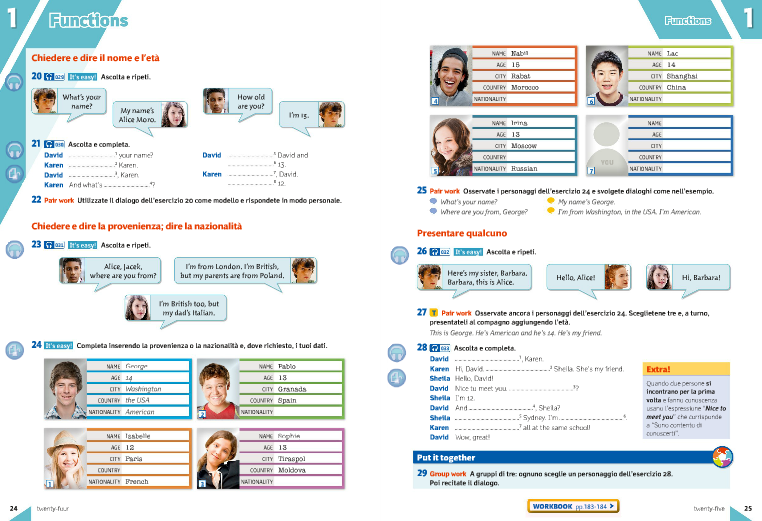 1 Functions
Chiedere e dire il nome e l'età
20 029 It's easy! Ascolta e ripeti.
What's your
name?
My name's
Alice Moro.
How old
are you?
I'm 15.
21 030 Ascolta e completa.
David ______¹ your name?
Karen ______² Karen.
David ______³, Karen.
Karen And what's ______⁴?
David ______⁵ David and
______⁶ 13.
Karen ______⁷, David.
______⁸ 12.
22 Pair work Utilizzate il dialogo dell'esercizio 20 come modello e rispondete in modo personale.
Chiedere e dire la provenienza; dire la nazionalità
23 031 It's easy! Ascolta e ripeti.
Alice, Jacek,
where are you from?
I'm from London. I'm British,
but my parents are from Poland.
I'm British too, but
my dad's Italian.
24 It's easy! Completa inserendo la provenienza o la nazionalità e, dove richiesto, i tuoi dati.
NAME George
AGE 14
CITY Washington
COUNTRY the USA
NATIONALITY American
2
NAME Pablo
AGE 13
CITY Granada
COUNTRY Spain
NATIONALITY
1
NAME Isabelle
AGE 12
CITY Paris
COUNTRY
NATIONALITY French
3
NAME Sophie
AGE 13
CITY Tiraspol
COUNTRY Moldova
NATIONALITY
24 twenty-four
Functions 1
4
NAME Nabil
AGE 15
CITY Rabat
COUNTRY Morocco
NATIONALITY
6
NAME Lac
AGE 14
CITY Shanghai
COUNTRY China
NATIONALITY
5
NAME Irina
AGE 13
CITY Moscow
COUNTRY
NATIONALITY Russian
YOU
7
NAME
AGE
CITY
COUNTRY
NATIONALITY
25 Pair work Osservate i personaggi dell'esercizio 24 e svolgete dialoghi come nell'esempio.
What's your name?
My name's George.
Where are you from, George?
I'm from Washington, in the USA. I'm American.
Presentare qualcuno
26 032 It's easy! Ascolta e ripeti.
Here's my sister, Barbara.
Barbara, this is Alice.
Hello, Alice!
Hi, Barbara!
27 T Pair work Osservate ancora i personaggi dell'esercizio 24. Sceglietene tre e, a turno,
presentateli al compagno aggiungendo l'età.
This is George. He's American and he's 14. He's my friend.
28 033 Ascolta e completa.
David ______¹, Karen.
Karen Hi, David. ______² Sheila. She's my friend.
Sheila Hello, David!
David Nice to meet you. ______³?
Sheila I'm 12.
David And ______⁴, Sheila?
Sheila ______⁵ Sydney. I'm ______⁶.
Karen ______⁷ all at the same school!
David Wow, great!
Extra!
Quando due persone si
incontrano per la prima
volta e fanno conoscenza
usano l'espressione "Nice to
meet you" che corrisponde
a "Sono contento di
conoscerti".
Put it together
29 Group work A gruppi di tre: ognuno sceglie un personaggio dell'esercizio 28.
Poi recitate il dialogo.
WORKBOOK pp.183-184
twenty-five 25